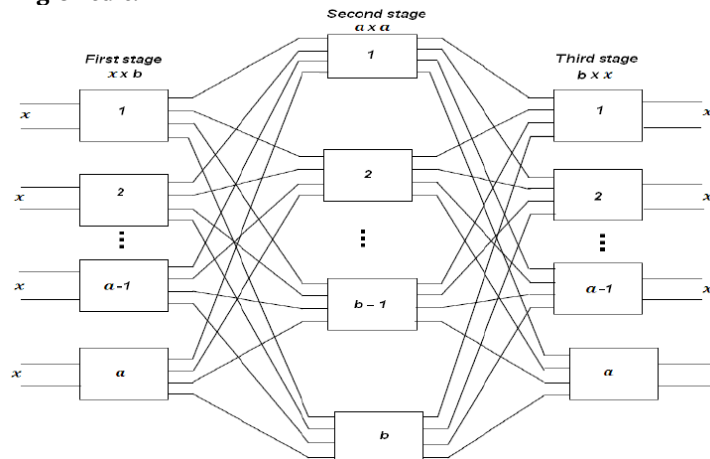 Second stage
a x a
First stage
x x b
Third stage
b x x
1
1
1
x
x
2
2
2
x
x
⋮
⋮
⋮
a-1
b-1
a-1
x
x
a
a
x
b